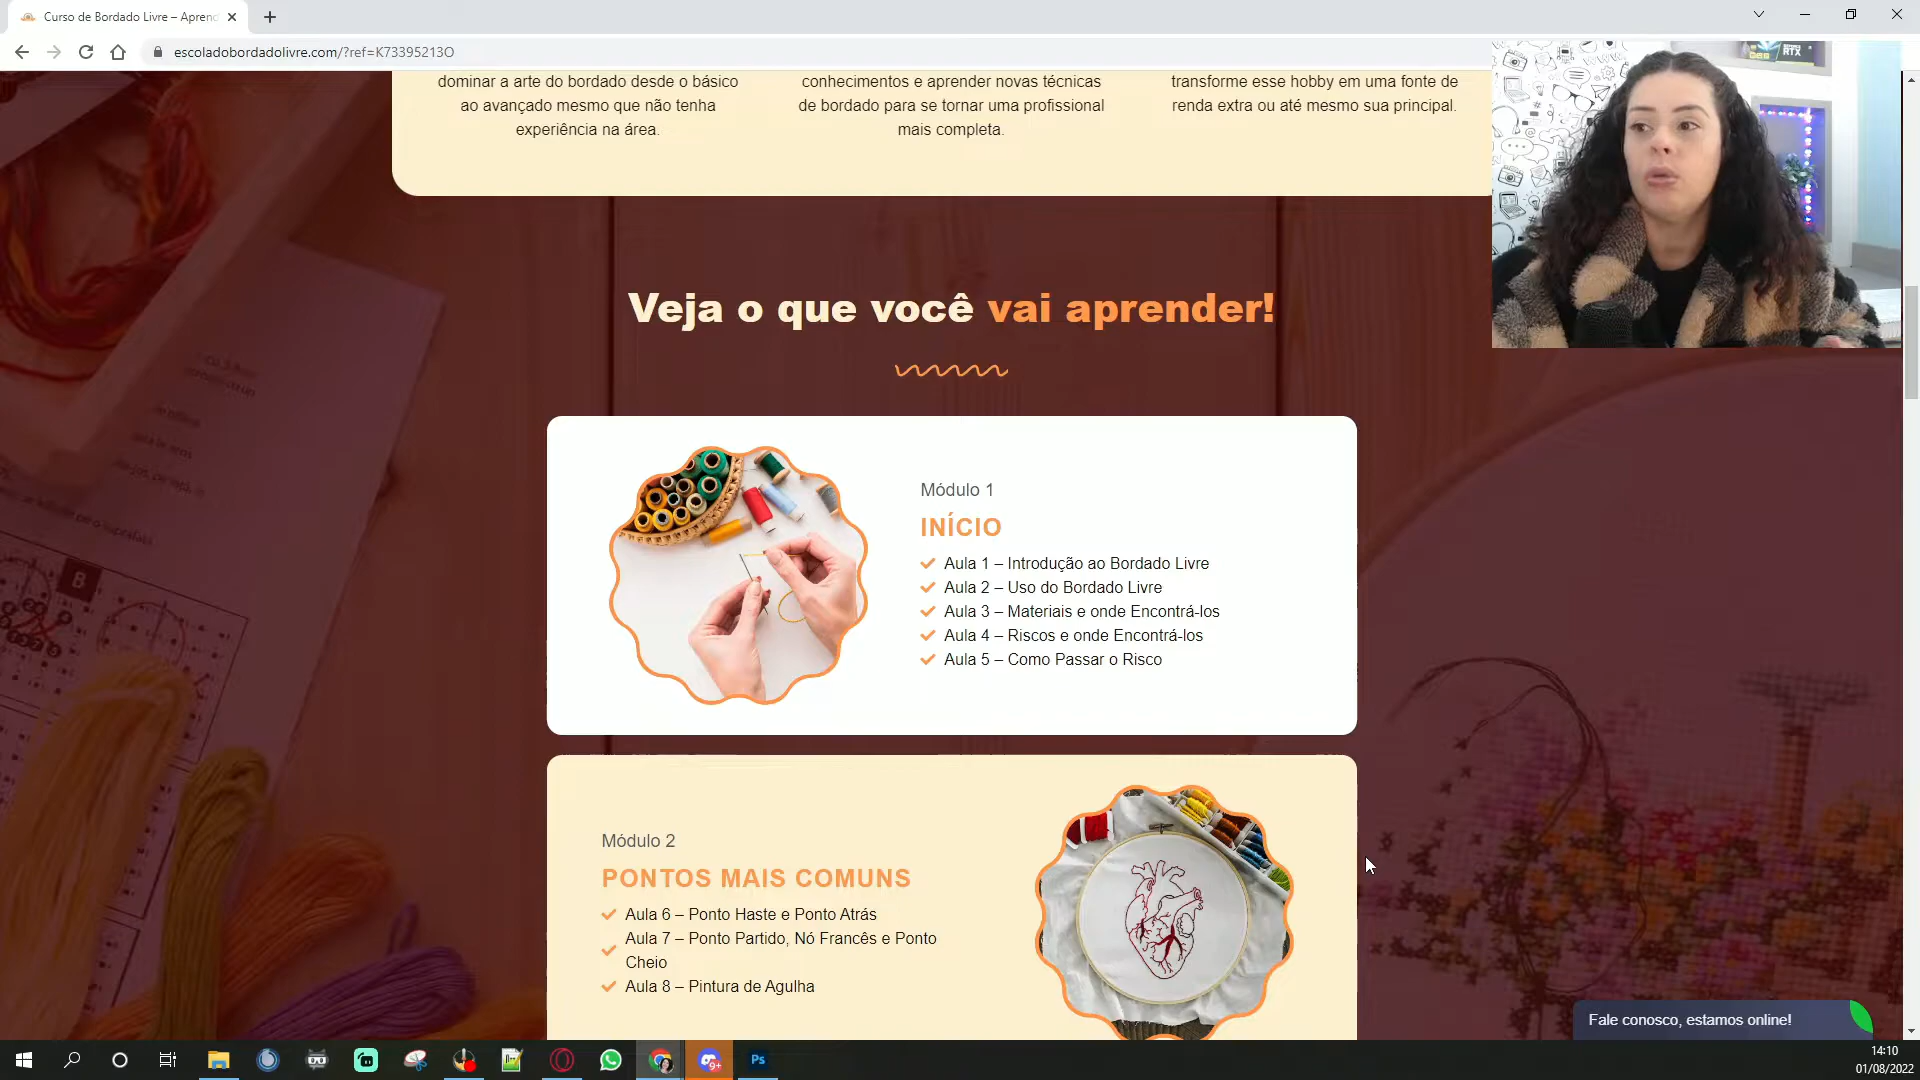 Curso de Bordado Livre – Apren
escoladobordadolivre.com/?ref=K73395213O
dominar a arte do bordado desde o básico
ao avançado mesmo que não tenha
experiência na área.
conhecimentos e aprender novas técnicas
de bordado para se tornar uma profissional
mais completa.
transforme esse hobby em uma fonte de
renda extra ou até mesmo sua principal.
RTX
Veja o que você vai aprender!
Módulo 1
INÍCIO
Aula 1 – Introdução ao Bordado Livre
Aula 2 – Uso do Bordado Livre
Aula 3 – Materiais e onde Encontrá-los
Aula 4 – Riscos e onde Encontrá-los
Aula 5 – Como Passar o Risco
B
Módulo 2
PONTOS MAIS COMUNS
Aula 6 – Ponto Haste e Ponto Atrás
Aula 7 – Ponto Partido, Nó Francês e Ponto
Cheio
Aula 8 – Pintura de Agulha
Fale conosco, estamos online!
9+
Ps
14:10
01/08/2022